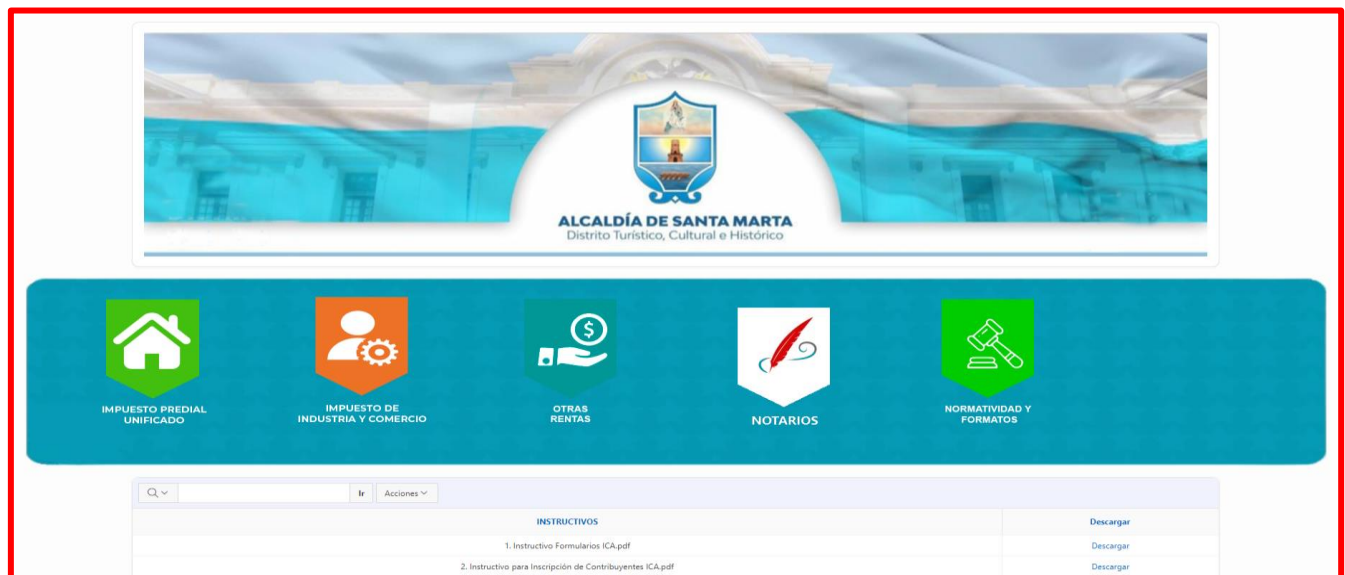 ALCALDÍA DE SANTA MARTA
Distrito Turístico, Cultural e Histórico
IMPUESTO PREDIAL
UNIFICADO
IMPUESTO DE
INDUSTRIA Y COMERCIO
OTRAS
RENTAS
NOTARIOS
NORMATIVIDAD Y
FORMATOS
Ir Acciones
INSTRUCTIVOS Descargar
1. Instructivo Formularios ICA.pdf Descargar
2. Instructivo para Inscripción de Contribuyentes ICA.pdf Descargar